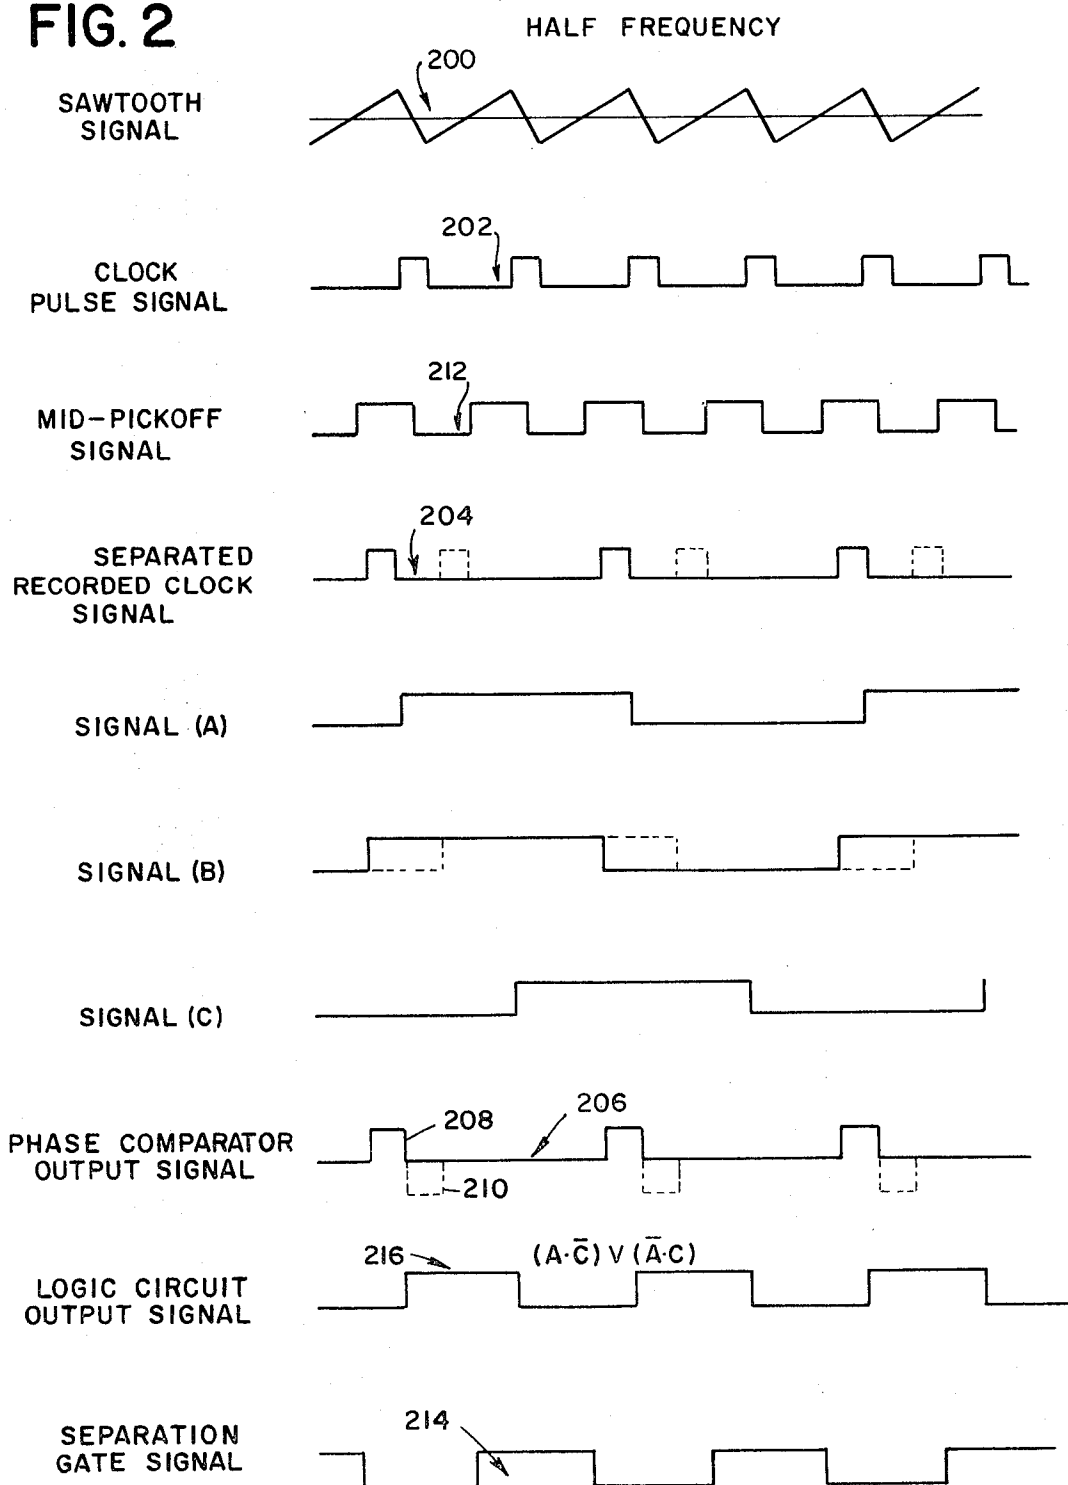 FIG. 2
HALF FREQUENCY
200
SAWTOOTH
SIGNAL
202
CLOCK
PULSE SIGNAL
212
MID-PICKOFF
SIGNAL
204
SEPARATED
RECORDED CLOCK
SIGNAL
SIGNAL (A)
SIGNAL (B)
SIGNAL (C)
206
208
PHASE COMPARATOR
OUTPUT SIGNAL
210
216
(A·C̅) V (A̅·C)
LOGIC CIRCUIT
OUTPUT SIGNAL
214
SEPARATION
GATE SIGNAL